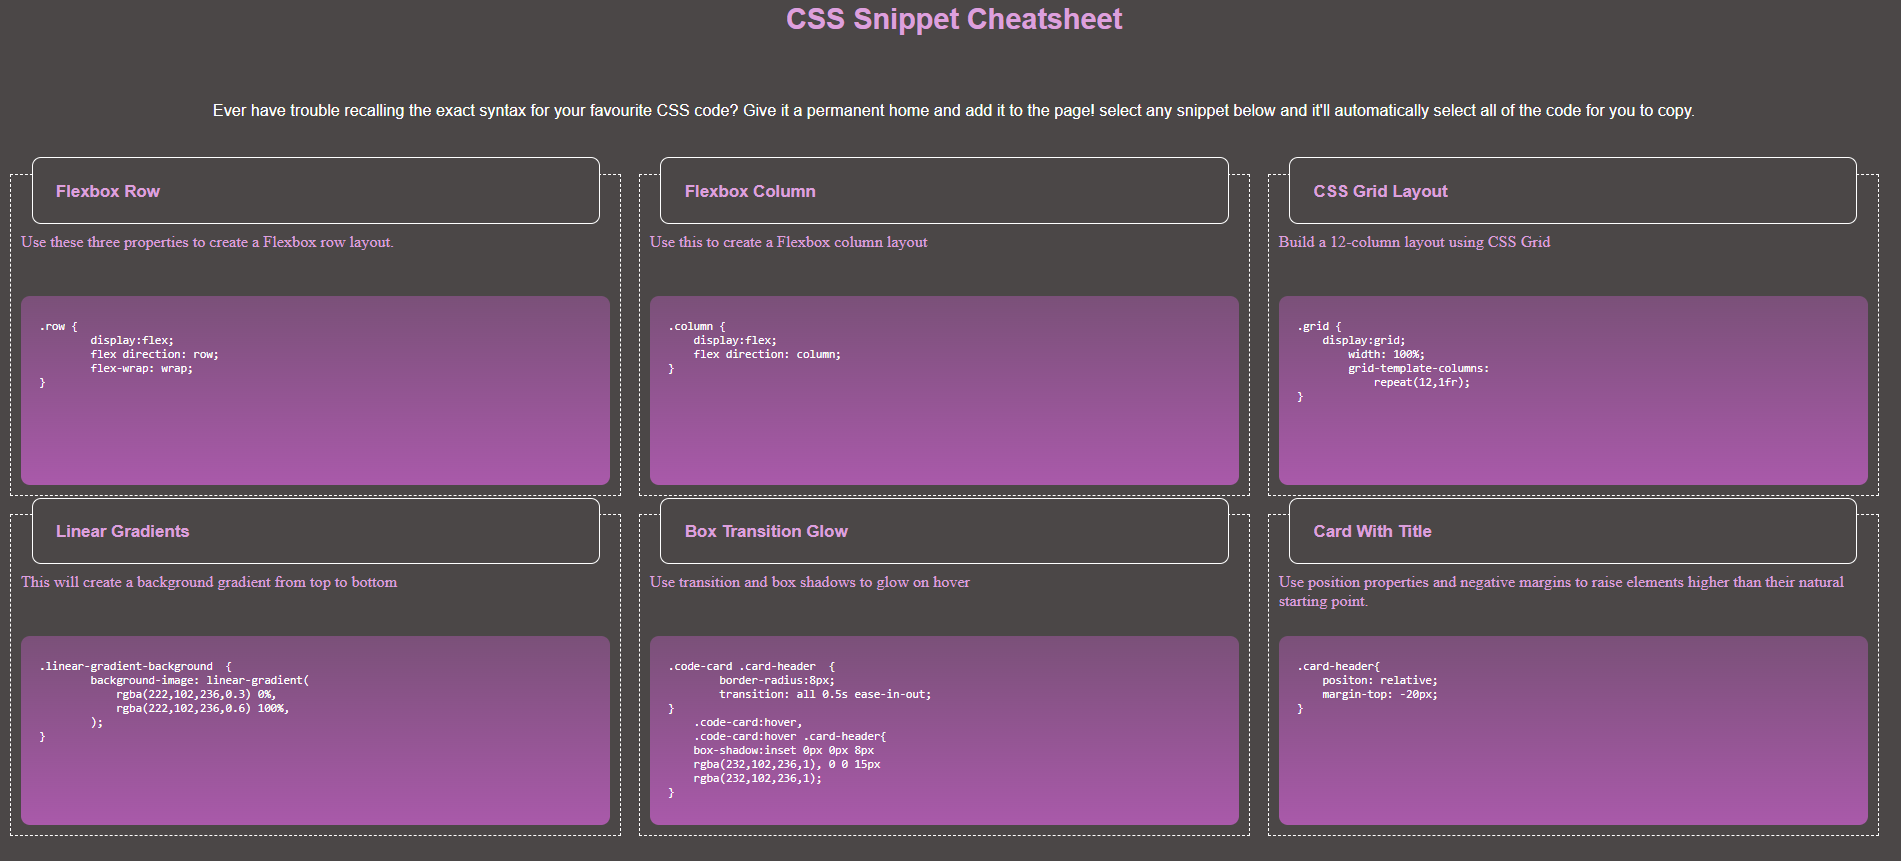 CSS Snippet Cheatsheet
Ever have trouble recalling the exact syntax for your favourite CSS code? Give it a permanent home and add it to the page! select any snippet below and it'll automatically select all of the code for you to copy.
Flexbox Row
Use these three properties to create a Flexbox row layout.
.row {
display:flex;
flex direction: row;
flex-wrap: wrap;
}
Flexbox Column
Use this to create a Flexbox column layout
.column {
display:flex;
flex direction: column;
}
CSS Grid Layout
Build a 12-column layout using CSS Grid
.grid {
display:grid;
width: 100%;
grid-template-columns:
repeat(12,1fr);
}
Linear Gradients
This will create a background gradient from top to bottom
.linear-gradient-background  {
background-image: linear-gradient(
rgba(222,102,236,0.3) 0%,
rgba(222,102,236,0.6) 100%,
);
}
Box Transition Glow
Use transition and box shadows to glow on hover
.code-card .card-header  {
border-radius:8px;
transition: all 0.5s ease-in-out;
}
.code-card:hover,
.code-card:hover .card-header{
box-shadow:inset 0px 0px 8px
rgba(232,102,236,1), 0 0 15px
rgba(232,102,236,1);
}
Card With Title
Use position properties and negative margins to raise elements higher than their natural
starting point.
.card-header{
positon: relative;
margin-top: -20px;
}